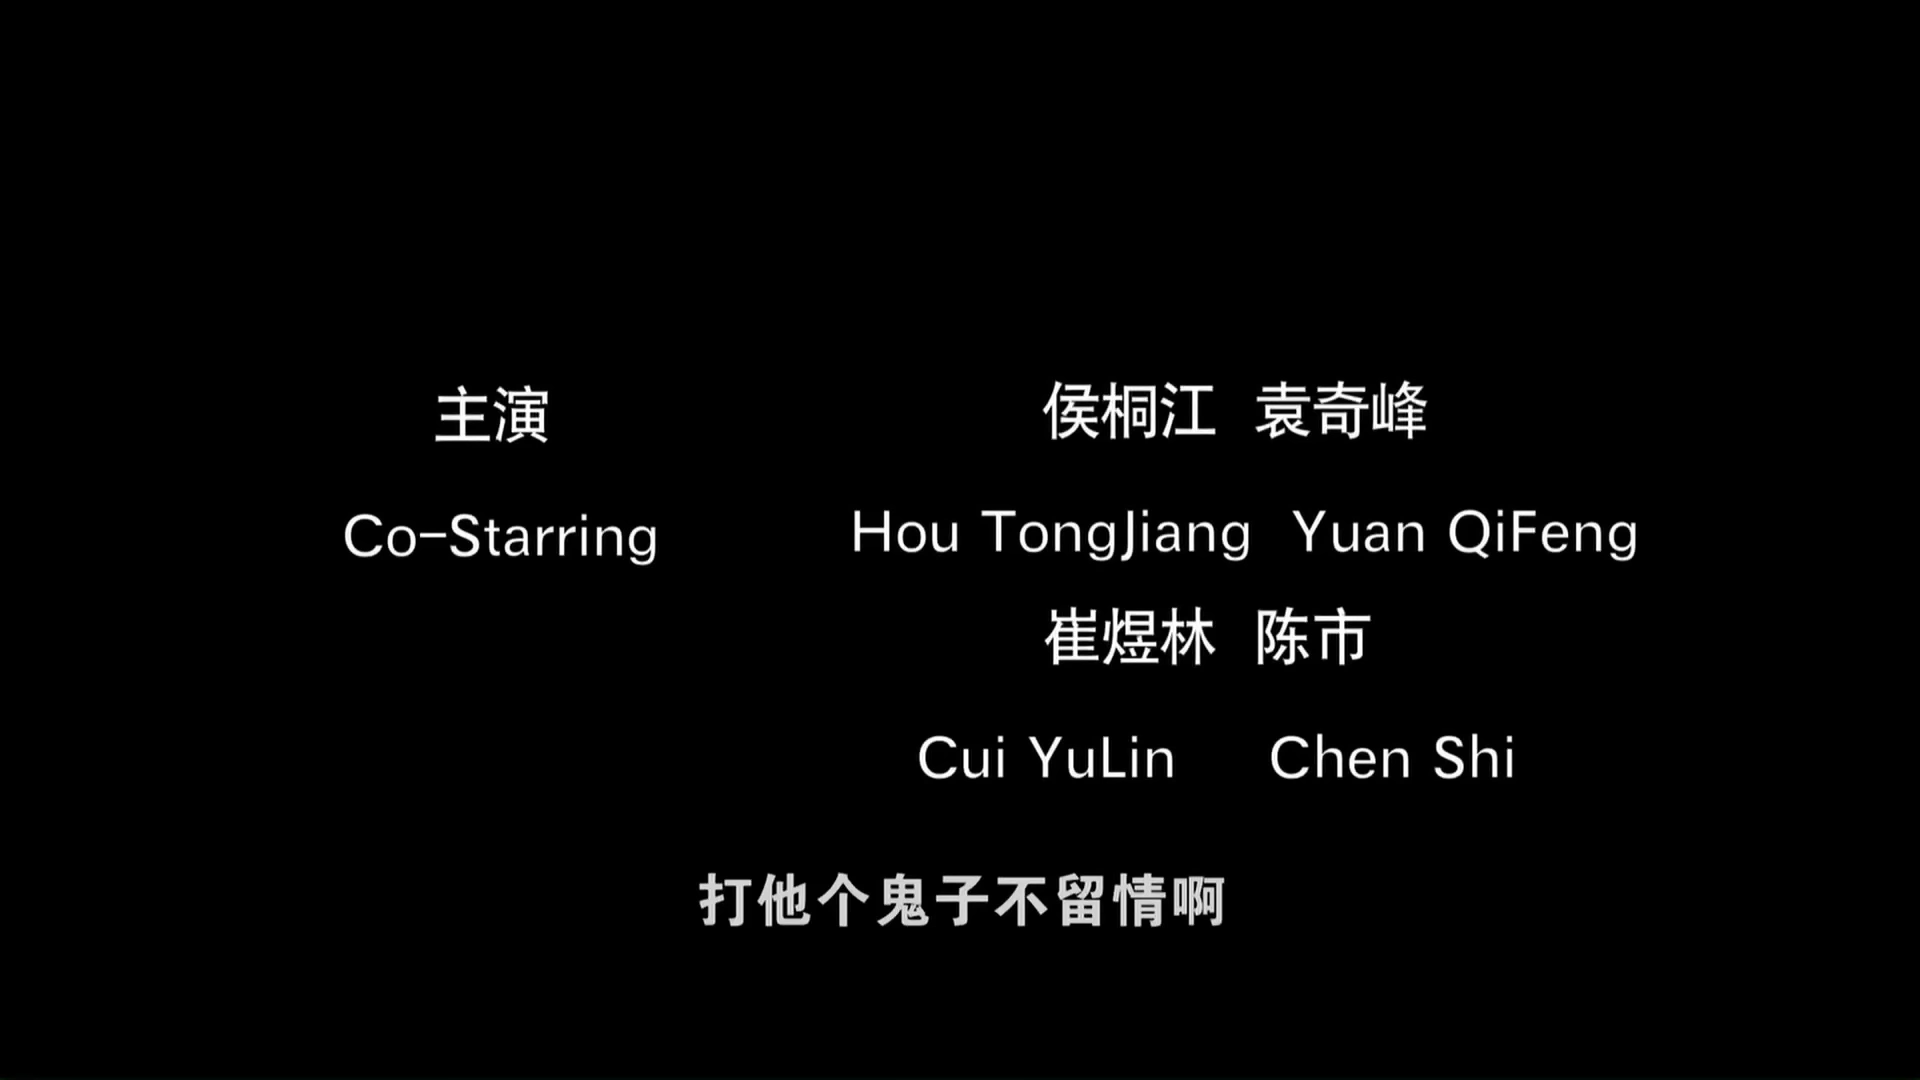 主演 侯桐江 袁奇峰
Co-Starring Hou TongJiang Yuan QiFeng
崔煜林 陈市
Cui YuLin Chen Shi
打他个鬼子不留情啊